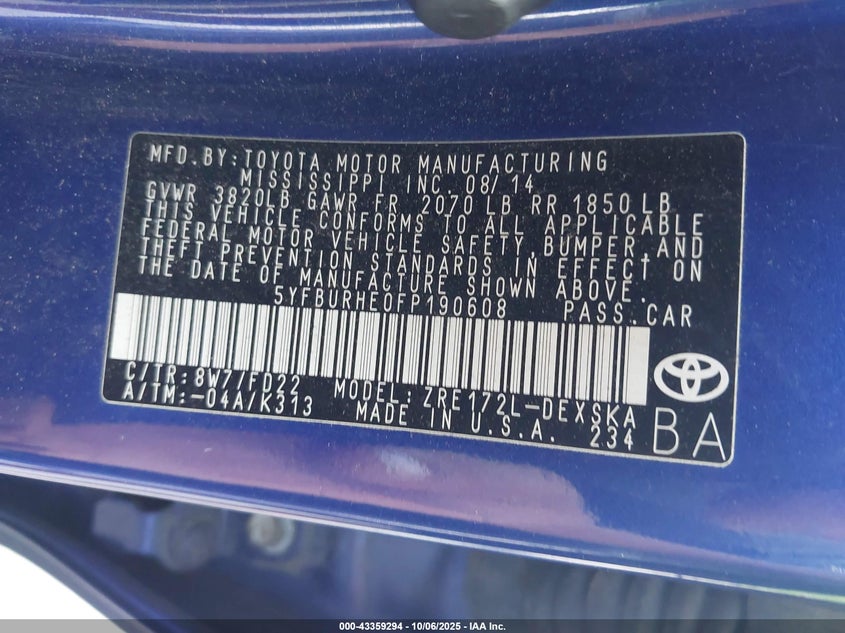 MFD.BY:TOYOTA MOTOR MANUFACTURING
MISSISSIPPI INC. 08/14
GVWR 3820LB GAWR FR 2070 LB RR 1850 LB
THIS VEHICLE CONFORMS TO ALL APPLICABLE
FEDERAL MOTOR VEHICLE SAFETY,BUMPER,AND
THEFT PREVENTION STANDARDS IN EFFECT ON
THE DATE OF MANUFACTURE SHOWN ABOVE.
5YFBURHE0FP190608 PASS.CAR
C/TR:8W7/FD22 MODEL:ZRE172L-DEXSKA
A/TM:-04A/K313 MADE IN U.S.A. 234
BA
000-43359294 - 10/06/2025 - IAA Inc.